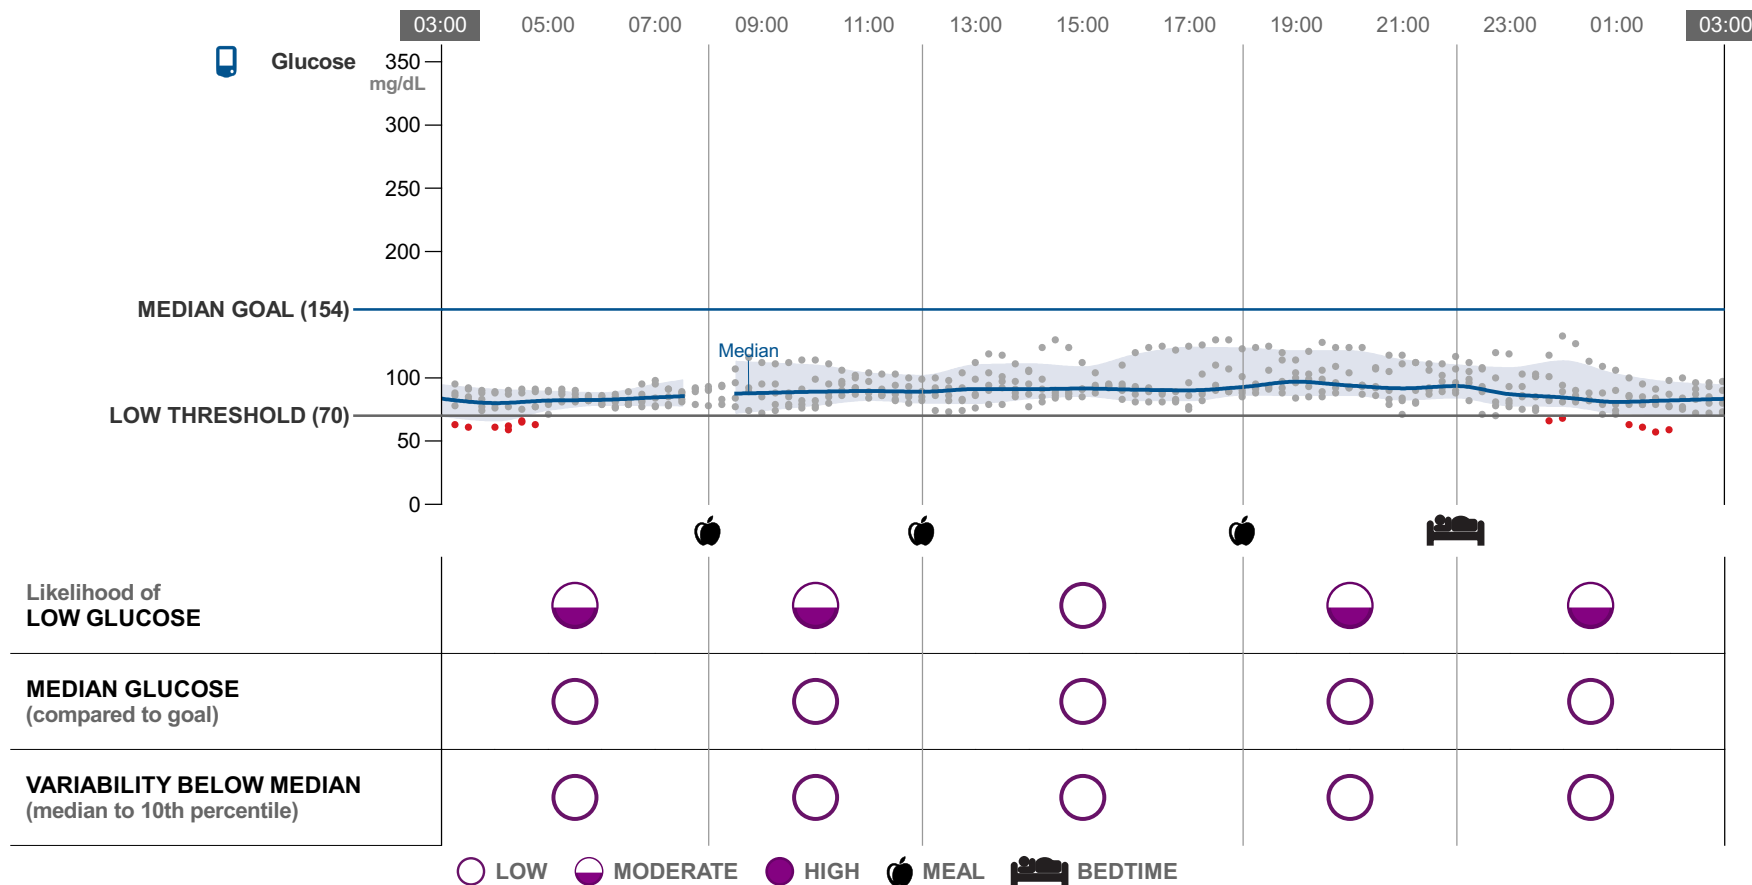 03:00 05:00 07:00 09:00 11:00 13:00 15:00 17:00 19:00 21:00 23:00 01:00 03:00
Glucose
350
mg/dL
300
250
200
MEDIAN GOAL (154)
Median
100
LOW THRESHOLD (70)
50
0
Likelihood of
LOW GLUCOSE
MEDIAN GLUCOSE
(compared to goal)
VARIABILITY BELOW MEDIAN
(median to 10th percentile)
LOW MODERATE HIGH MEAL BEDTIME